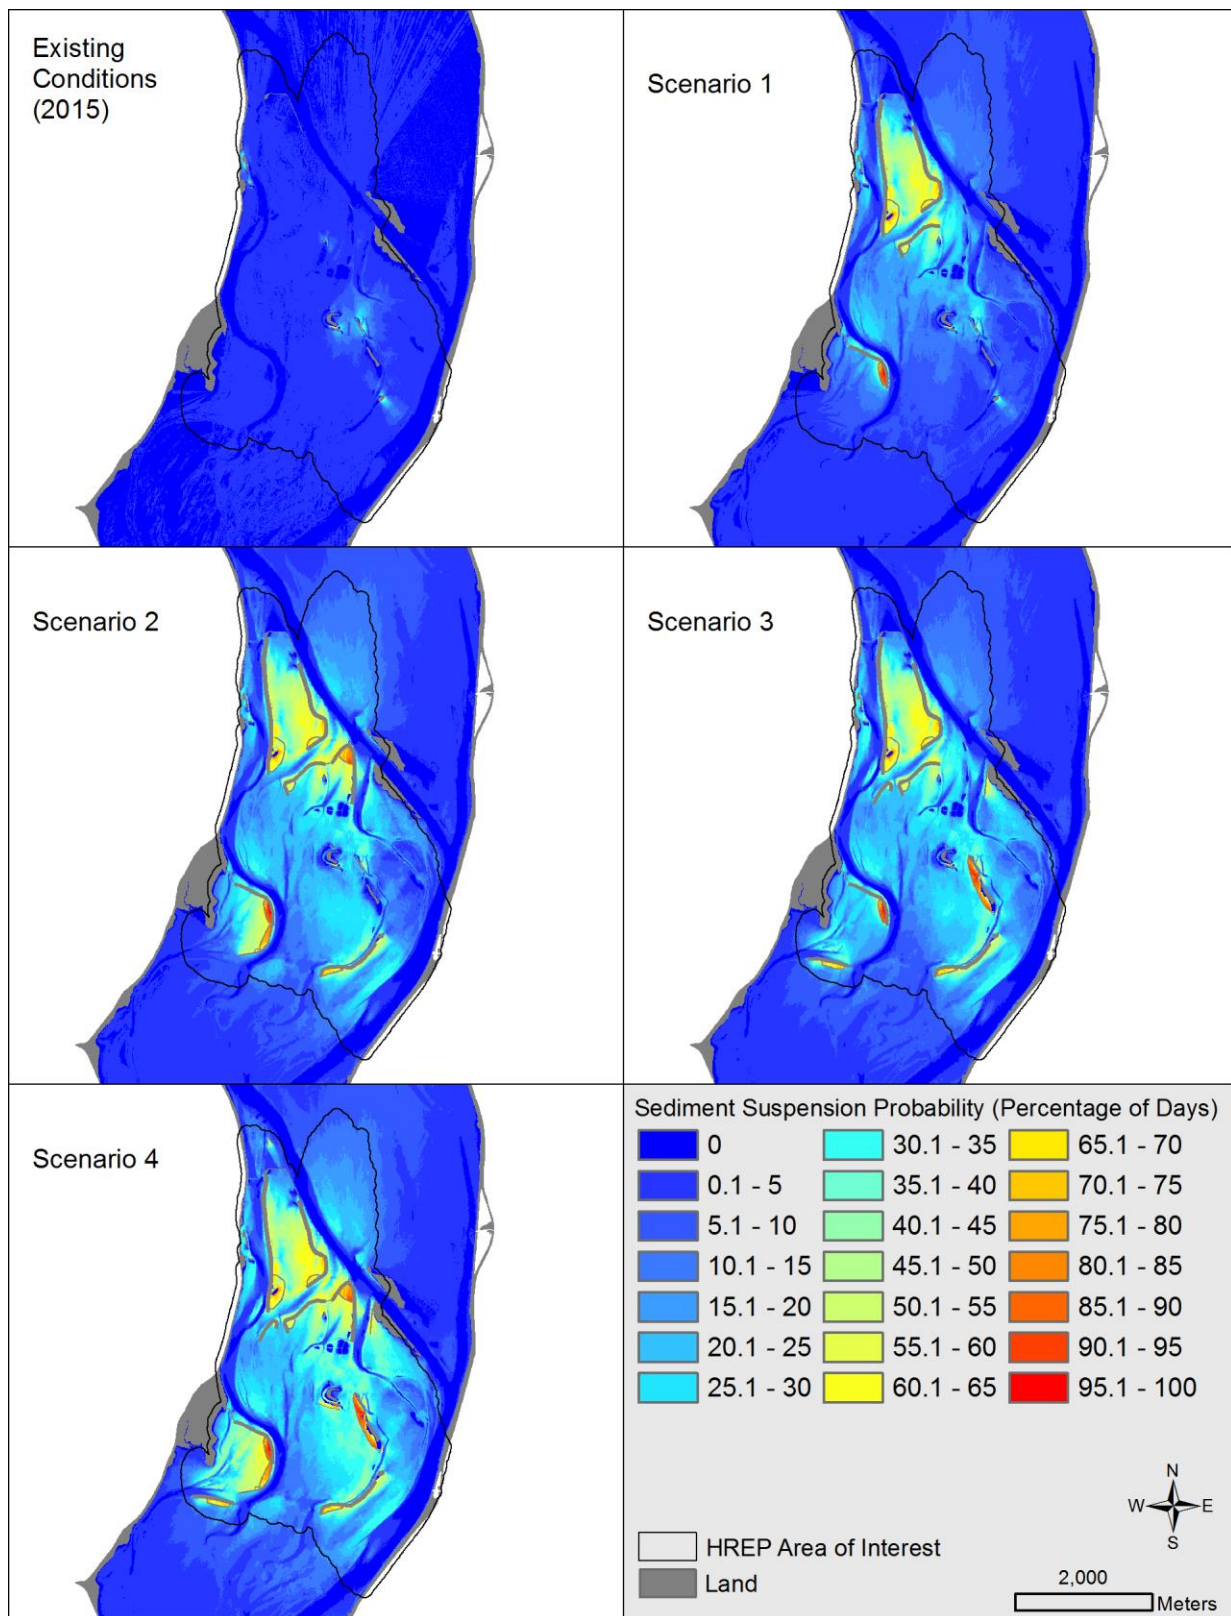 Existing
Conditions
(2015)
Scenario 1
Scenario 2
Scenario 3
Scenario 4
Sediment Suspension Probability (Percentage of Days)
0
0.1 - 5
5.1 - 10
10.1 - 15
15.1 - 20
20.1 - 25
25.1 - 30
30.1 - 35
35.1 - 40
40.1 - 45
45.1 - 50
50.1 - 55
55.1 - 60
60.1 - 65
65.1 - 70
70.1 - 75
75.1 - 80
80.1 - 85
85.1 - 90
90.1 - 95
95.1 - 100
N
W E
S
HREP Area of Interest
Land
2,000
Meters